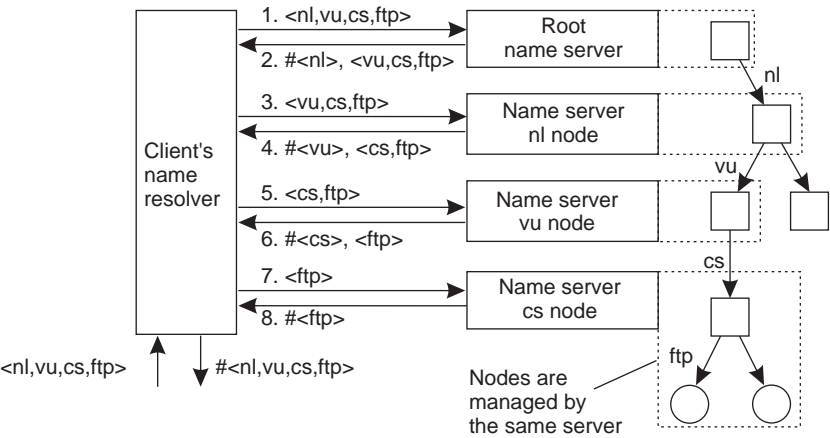 1. <nl,vu,cs,ftp>
2. #<nl>, <vu,cs,ftp>
Root
name server
nl
3. <vu,cs,ftp>
4. #<vu>, <cs,ftp>
Name server
nl node
Client's
name
resolver
vu
5. <cs,ftp>
6. #<cs>, <ftp>
Name server
vu node
cs
7. <ftp>
8. #<ftp>
Name server
cs node
<nl,vu,cs,ftp>
#<nl,vu,cs,ftp>
ftp
Nodes are
managed by
the same server